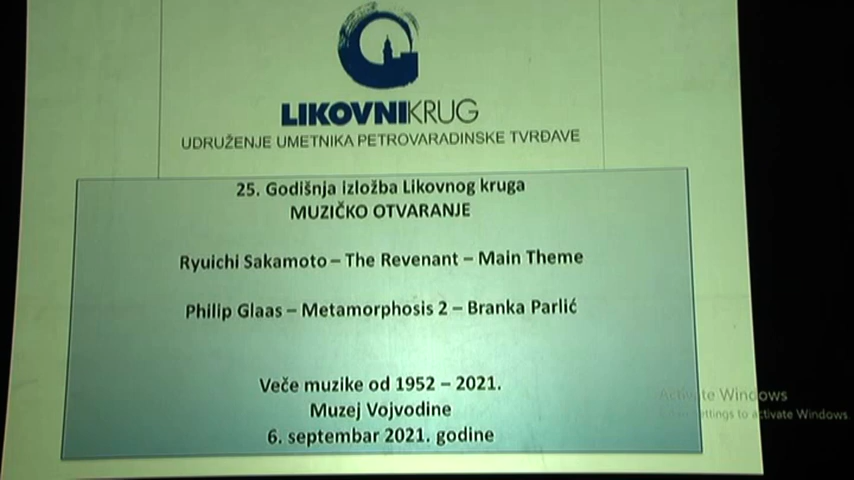 LIKOVNIKRUG
UDRUŽENJE UMETNIKA PETROVARADINSKE TVRĐAVE
25. Godišnja izložba Likovnog kruga
MUZIČKO OTVARANJE
Ryuichi Sakamoto – The Revenant – Main Theme
Philip Glaas – Metamorphosis 2 – Branka Parlić
Veče muzike od 1952 – 2021.
Muzej Vojvodine
6. septembar 2021. godine
Activate Windows
settings to activate Windows.